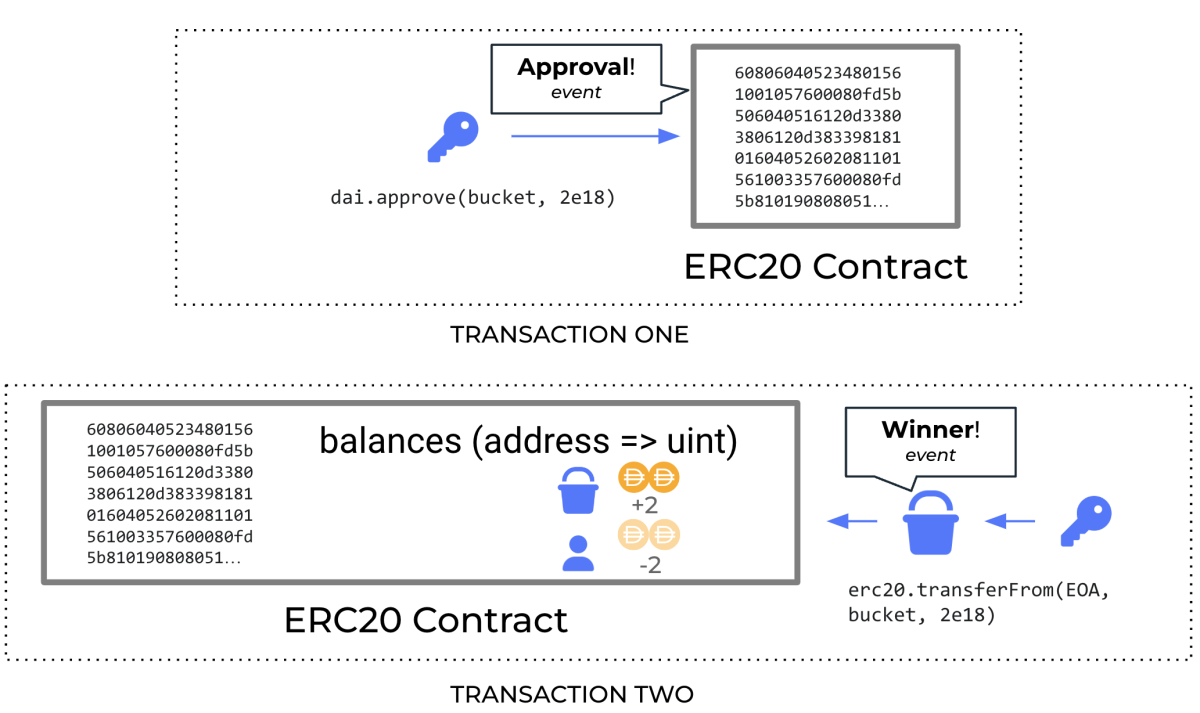 Approval!
event
60806040523480156
1001057600080fd5b
506040516120d3380
3806120d383398181
01604052602081101
561003357600080fd
5b810190808051...
dai.approve(bucket, 2e18)
ERC20 Contract
TRANSACTION ONE
60806040523480156
1001057600080fd5b
506040516120d3380
3806120d383398181
01604052602081101
561003357600080fd
5b810190808051...
balances (address => uint)
+2
-2
Winner!
event
erc20.transferFrom(EOA,
bucket, 2e18)
ERC20 Contract
TRANSACTION TWO